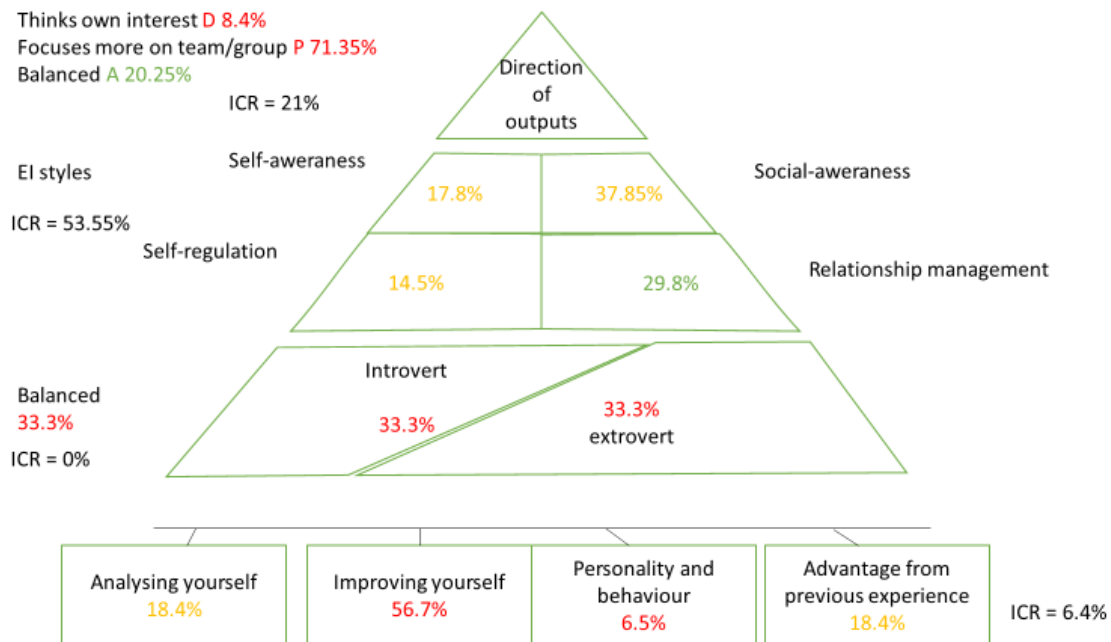 Thinks own interest D 8.4%
Focuses more on team/group P 71.35%
Balanced A 20.25%
ICR = 21%
Direction
of
outputs
EI styles
ICR = 53.55%
Self-aweraness
17.8%
37.85%
Social-aweraness
Self-regulation
14.5%
29.8%
Relationship management
Balanced
33.3%
ICR = 0%
Introvert
33.3%
33.3%
extrovert
Analysing yourself
18.4%
Improving yourself
56.7%
Personality and
behaviour
6.5%
Advantage from
previous experience
18.4%
ICR = 6.4%